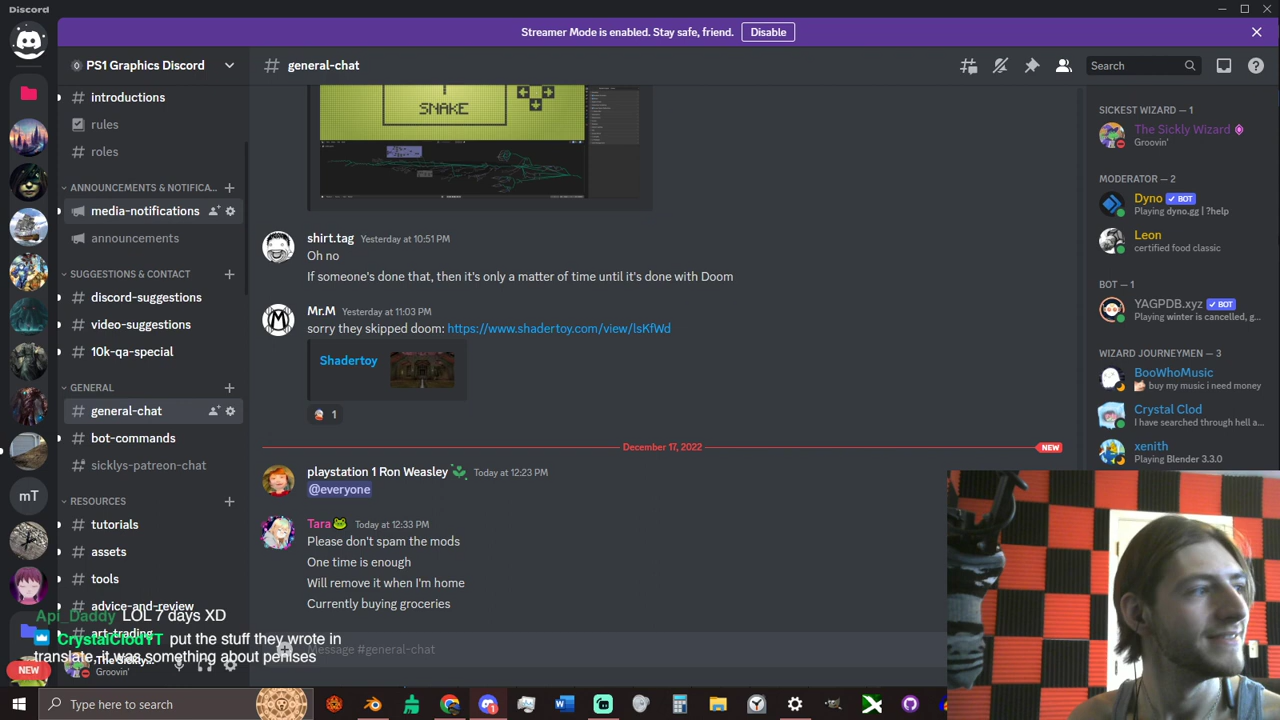 Discord
Streamer Mode is enabled. Stay safe, friend.
Disable
PS1 Graphics Discord
introductions
rules
roles
ANNOUNCEMENTS & NOTIFICA...
media-notifications
announcements
SUGGESTIONS & CONTACT
discord-suggestions
video-suggestions
10k-qa-special
GENERAL
general-chat
bot-commands
sicklys-patreon-chat
RESOURCES
tutorials
assets
tools
advice-and-review
art-trading
The Sickly Wizard
Groovin'
mT
NEW
Api_Daddy LOL 7 days XD
CrystalClodYT put the stuff they wrote in
translate, it was something about penises
general-chat
Search
SNAKE
shirt.tag Yesterday at 10:51 PM
Oh no
If someone's done that, then it's only a matter of time until it's done with Doom
Mr.M Yesterday at 11:03 PM
sorry they skipped doom: https://www.shadertoy.com/view/lsKfWd
Shadertoy
1
December 17, 2022
NEW
playstation 1 Ron Weasley Today at 12:23 PM
@everyone
Tara Today at 12:33 PM
Please don't spam the mods
One time is enough
Will remove it when I'm home
Currently buying groceries
Message #general-chat
SICKEST WIZARD — 1
The Sickly Wizard
Groovin'
MODERATOR — 2
Dyno BOT
Playing dyno.gg | ?help
Leon
certified food classic
BOT — 1
YAGPDB.xyz BOT
Playing winter is cancelled, g...
WIZARD JOURNEYMEN — 3
BooWhoMusic
buy my music i need money
Crystal Clod
I have searched through hell a...
xenith
Playing Blender 3.3.0
Type here to search